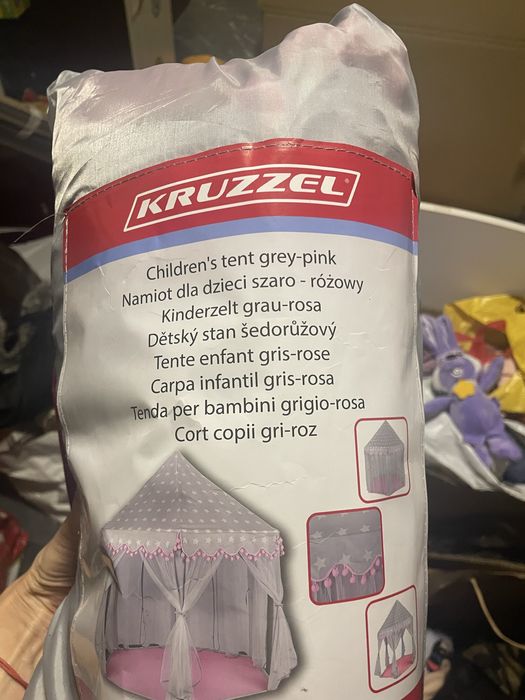 KRUZZEL
Children's tent grey-pink
Namiot dla dzieci szaro - różowy
Kinderzelt grau-rosa
Dětský stan šedorůžový
Tente enfant gris-rose
Carpa infantil gris-rosa
Tenda per bambini grigio-rosa
Cort copii gri-roz